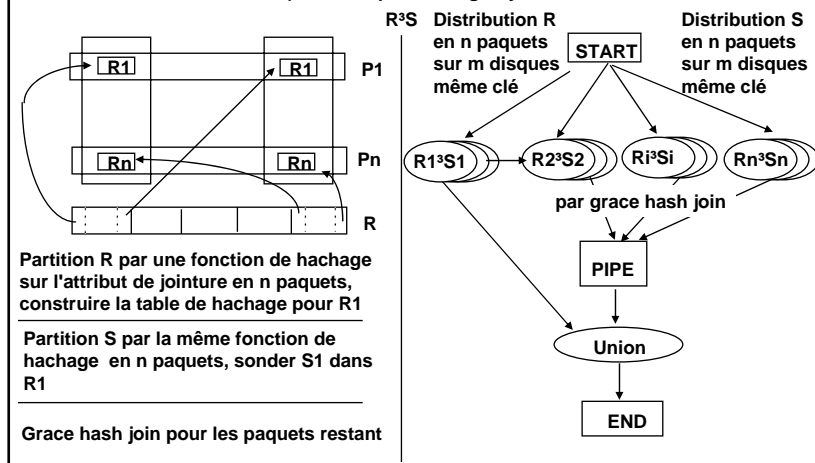 R1
R1
P1
Rn
Rn
Pn
R
Partition R par une fonction de hachage
sur l'attribut de jointure en n paquets,
construire la table de hachage pour R1
Partition S par la même fonction de
hachage en n paquets, sonder S1 dans
R1
Grace hash join pour les paquets restant
R³S
Distribution R
en n paquets
sur m disques
même clé
START
Distribution S
en n paquets
sur m disques
même clé
R1³S1
R2³S2
Ri³Si
Rn³Sn
par grace hash join
PIPE
Union
END